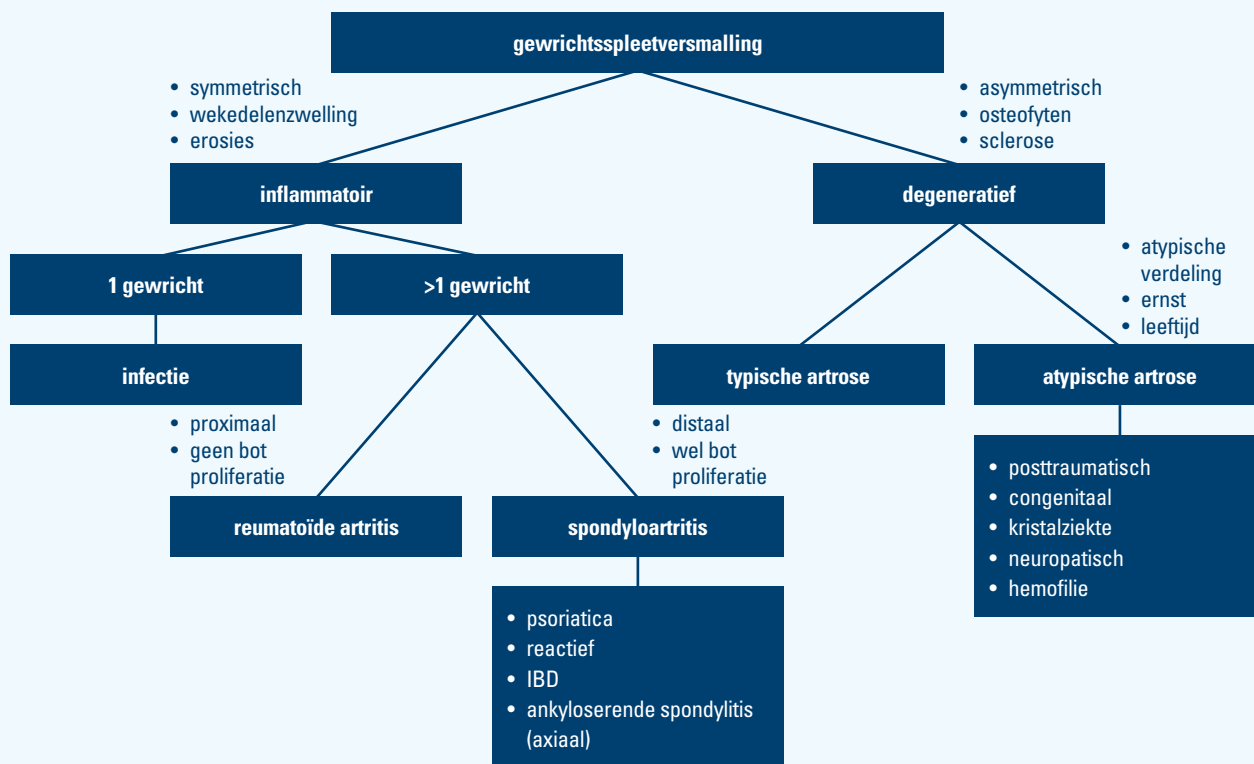 gewrichtsspleetversmalling
• symmetrisch
• wekedelenzwelling
• erosies
• asymmetrisch
• osteofyten
• sclerose
inflammatoir
degeneratief
1 gewricht
>1 gewricht
• atypische
verdeling
• ernst
• leeftijd
infectie
typische artrose
atypische artrose
• proximaal
• geen bot
proliferatie
• distaal
• wel bot
proliferatie
reumatoïde artritis
spondyloartritis
• posttraumatisch
• congenitaal
• kristalziekte
• neuropatisch
• hemofilie
• psoriatica
• reactief
• IBD
• ankyloserende spondylitis
(axiaal)